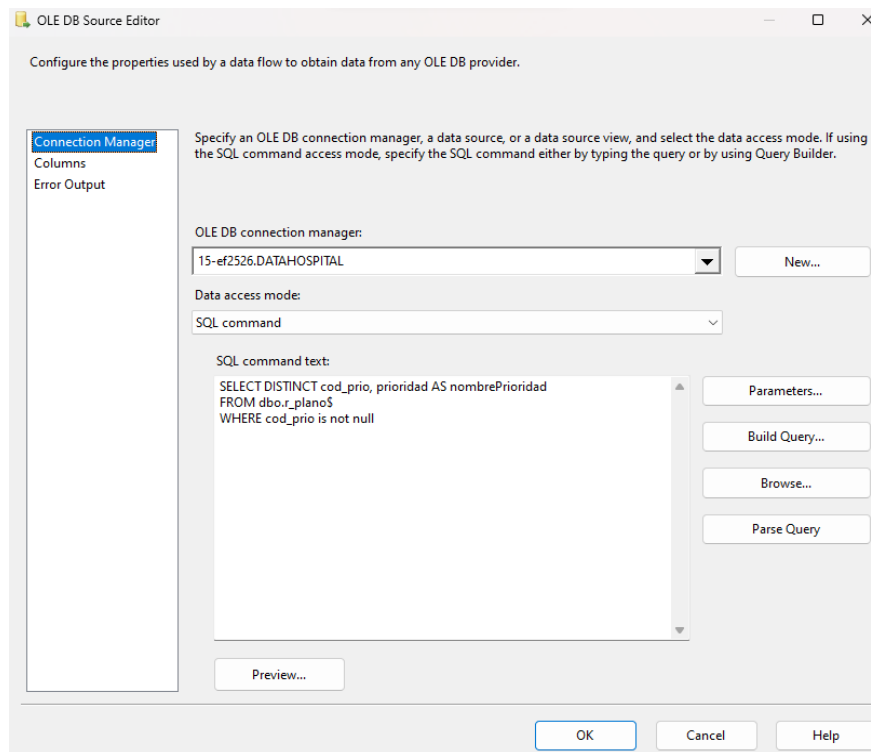 OLE DB Source Editor
Configure the properties used by a data flow to obtain data from any OLE DB provider.
Connection Manager
Columns
Error Output
Specify an OLE DB connection manager, a data source, or a data source view, and select the data access mode. If using
the SQL command access mode, specify the SQL command either by typing the query or by using Query Builder.
OLE DB connection manager:
15-ef2526.DATAHOSPITAL
New...
Data access mode:
SQL command
SQL command text:
SELECT DISTINCT cod_prio, prioridad AS nombrePrioridad
FROM dbo.r_plano$
WHERE cod_prio is not null
Parameters...
Build Query...
Browse...
Parse Query
Preview...
OK
Cancel
Help